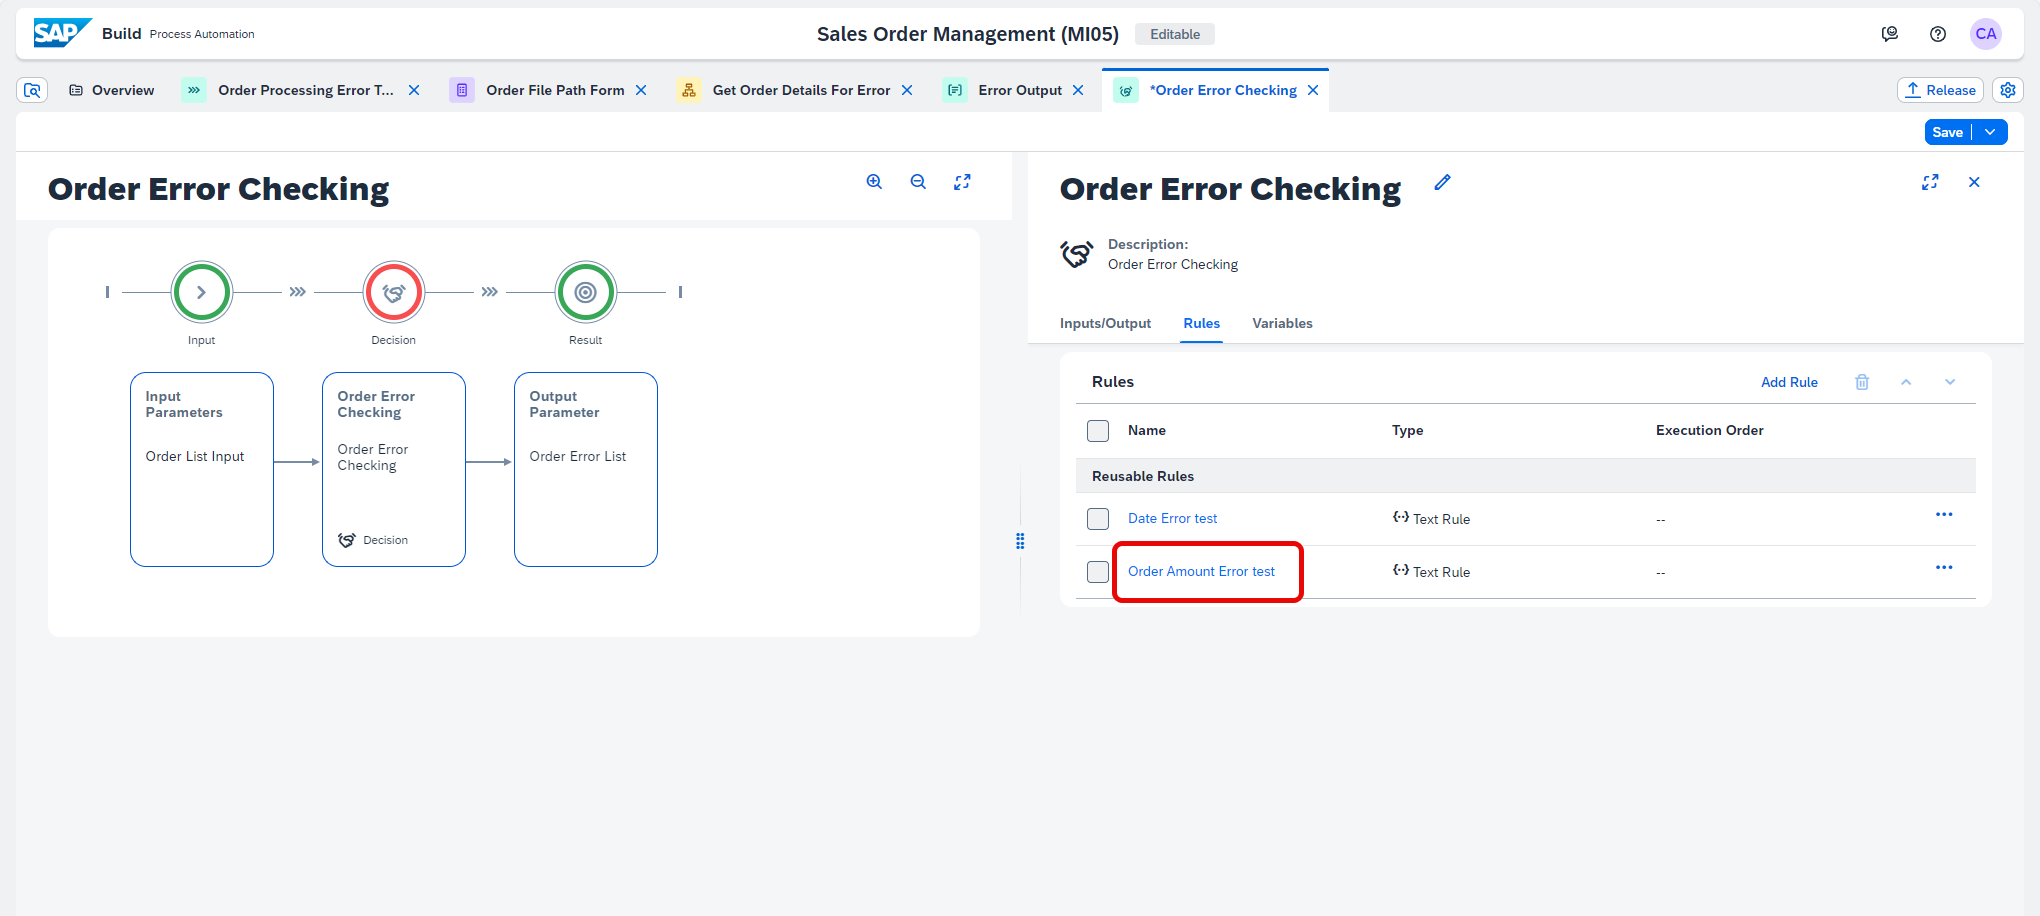 SAP Build Process Automation
Sales Order Management (MI05) Editable
CA
Overview
Order Processing Error T...
Order File Path Form
Get Order Details For Error
Error Output
*Order Error Checking
Release
Save
Order Error Checking
Input
Decision
Result
Input
Parameters
Order List Input
Order Error
Checking
Order Error
Checking
Decision
Output
Parameter
Order Error List
Order Error Checking
Description:
Order Error Checking
Inputs/Output Rules Variables
Rules Add Rule
Name Type Execution Order
Reusable Rules
Date Error test Text Rule --
Order Amount Error test Text Rule --